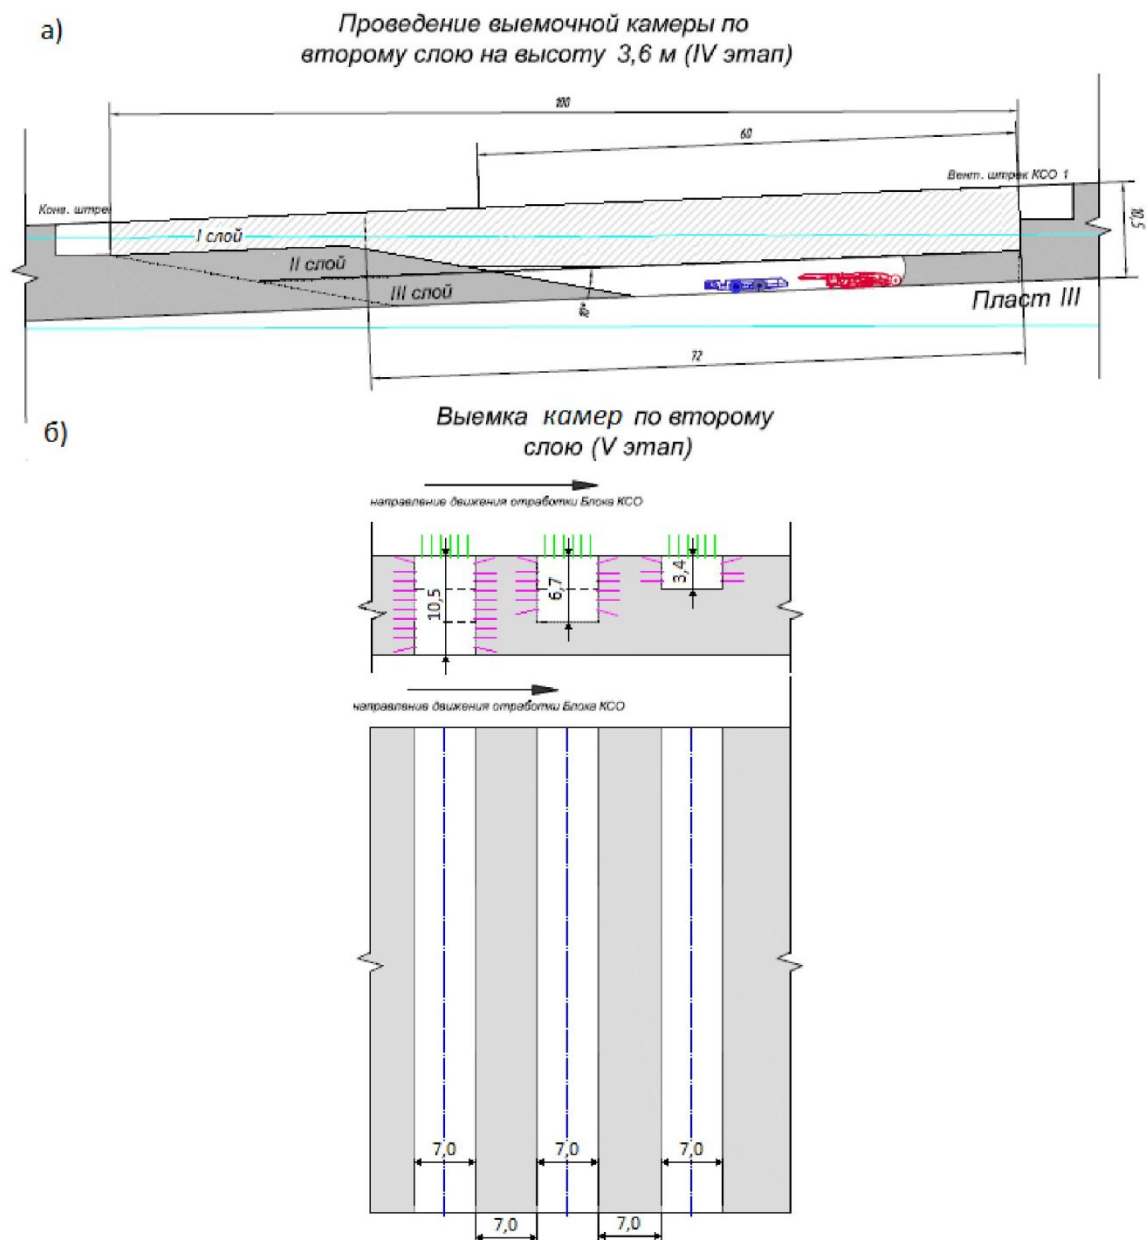 а)
Проведение выемочной камеры по
второму слою на высоту 3,6 м (IV этап)
60
Вент. штрек КСО 1
Конв. штрек
10,5
I слой
II слой
III слой
Пласт III
72
б)
Выемка камер по второму
слою (V этап)
направление движения отработки Блока КСО
10,5
6,7
3,4
направление движения отработки Блока КСО
7,0
7,0
7,0
7,0
7,0